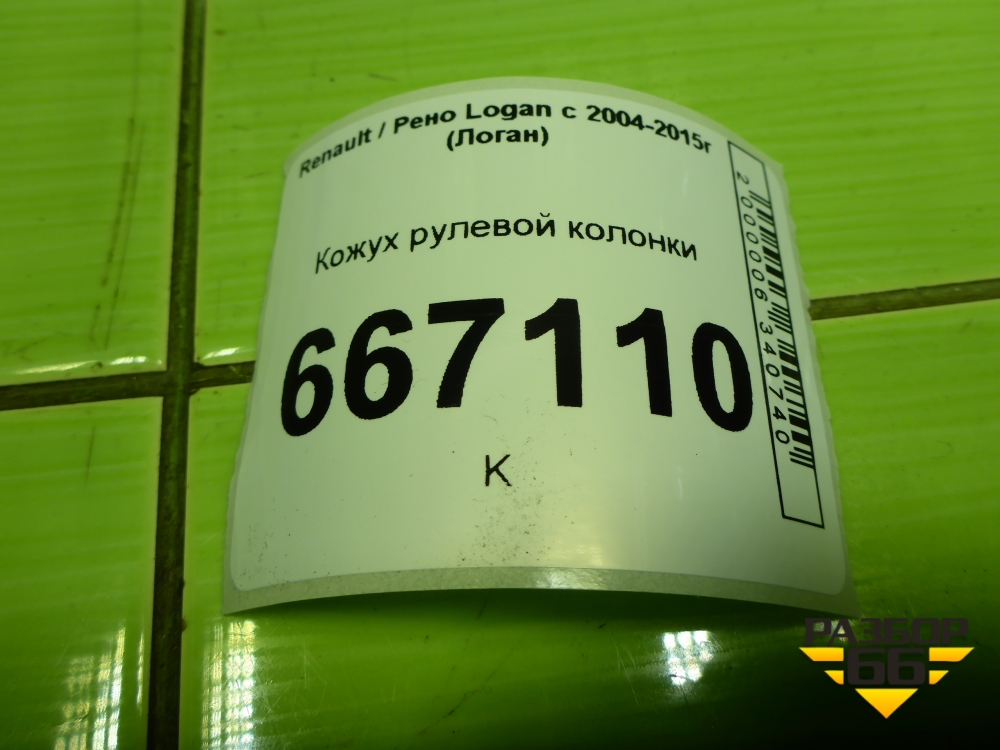 Renault / Рено Logan с 2004-2015г
(Логан)
Кожух рулевой колонки
667110
К
2000006340740
РАЗБОР
66